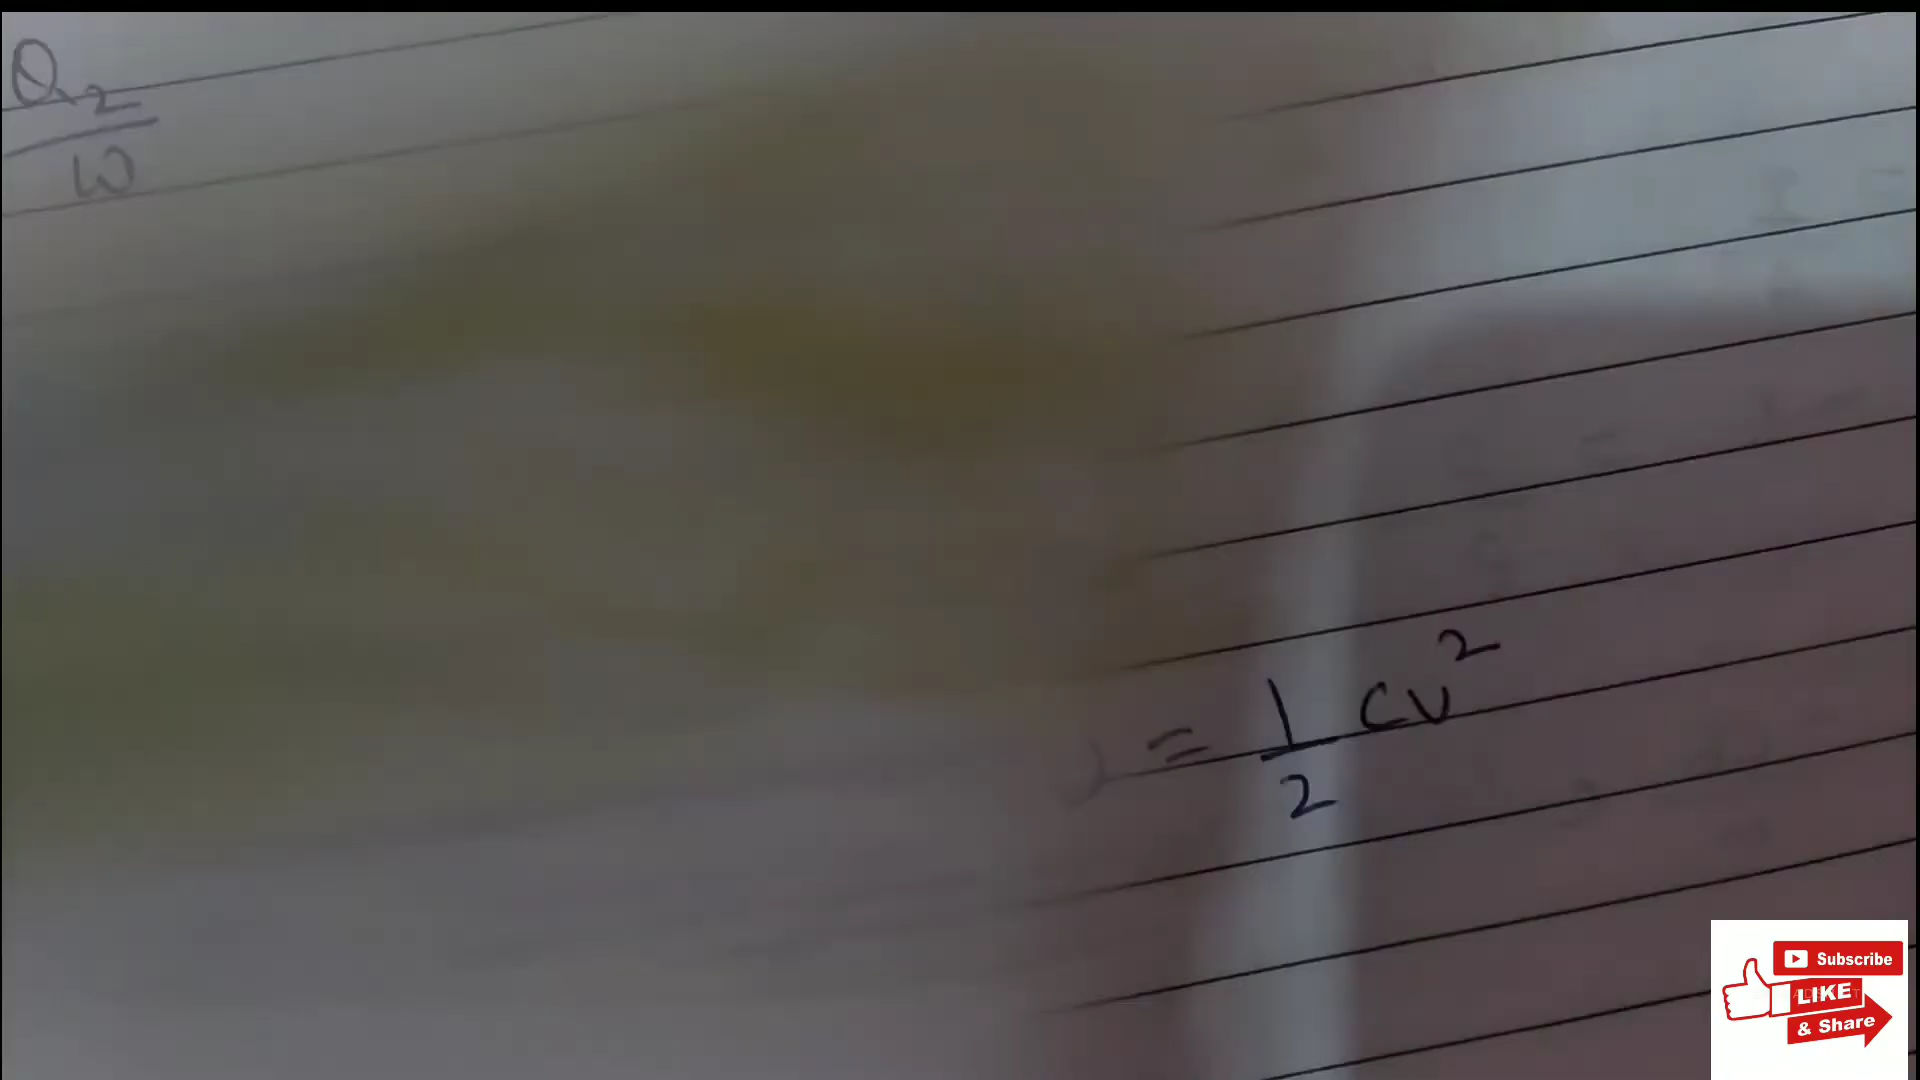 Q₂
ω
= 1/2 CV²
Subscribe
LIKE
& Share